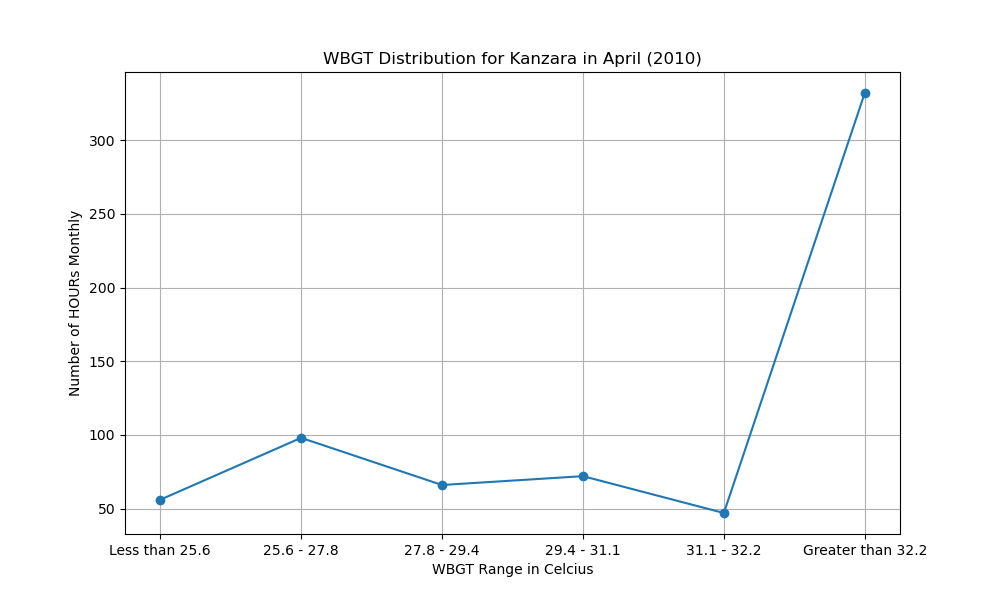 WBGT Distribution for Kanzara in April (2010)
Number of HOURs Monthly
300
250
200
150
100
50
Less than 25.6 25.6 - 27.8 27.8 - 29.4 29.4 - 31.1 31.1 - 32.2 Greater than 32.2
WBGT Range in Celcius